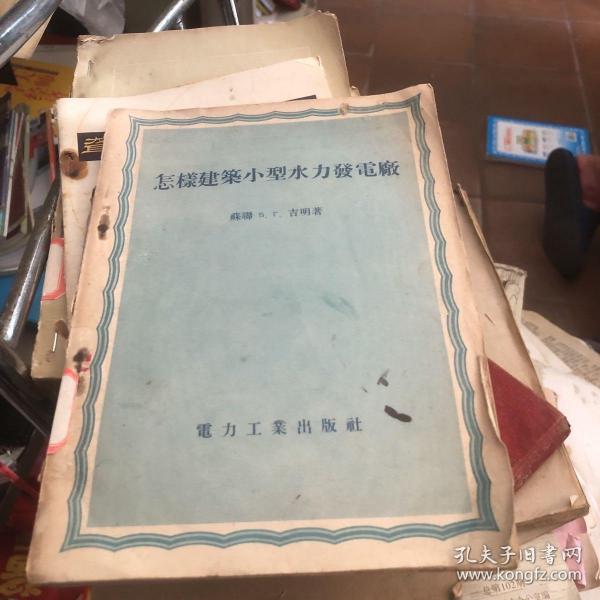 怎樣建築小型水力發電廠
蘇聯 Б. Г. 吉明著
電力工業出版社
孔夫子旧书网
www.kongfz.com